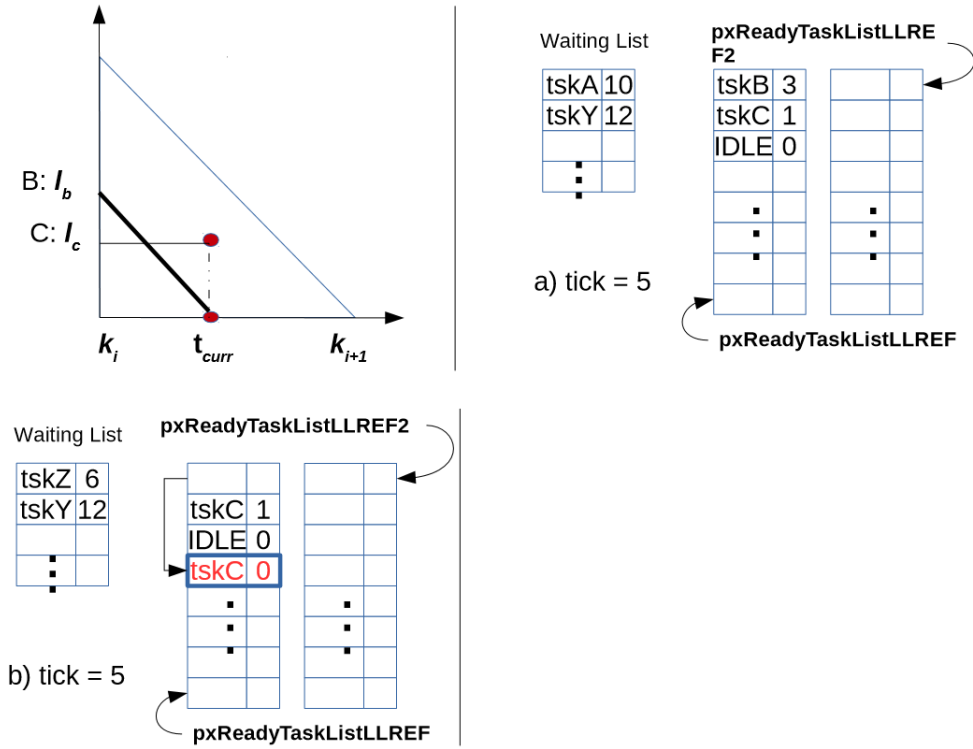 B: l_b
C: l_c
k_i
t_curr
k_i+1
Waiting List
tskA 10
tskY 12
pxReadyTaskListLLRE
F2
tskB 3
tskC 1
IDLE 0
a) tick = 5
pxReadyTaskListLLREF
Waiting List
tskZ 6
tskY 12
pxReadyTaskListLLREF2
tskC 1
IDLE 0
tskC 0
b) tick = 5
pxReadyTaskListLLREF